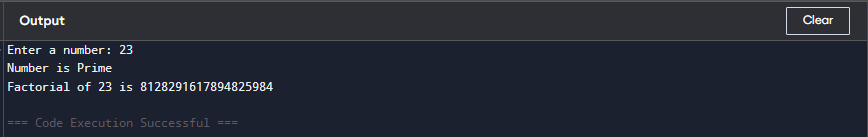 Output
Clear
Enter a number: 23
Number is Prime
Factorial of 23 is 8128291617894825984
=== Code Execution Successful ===